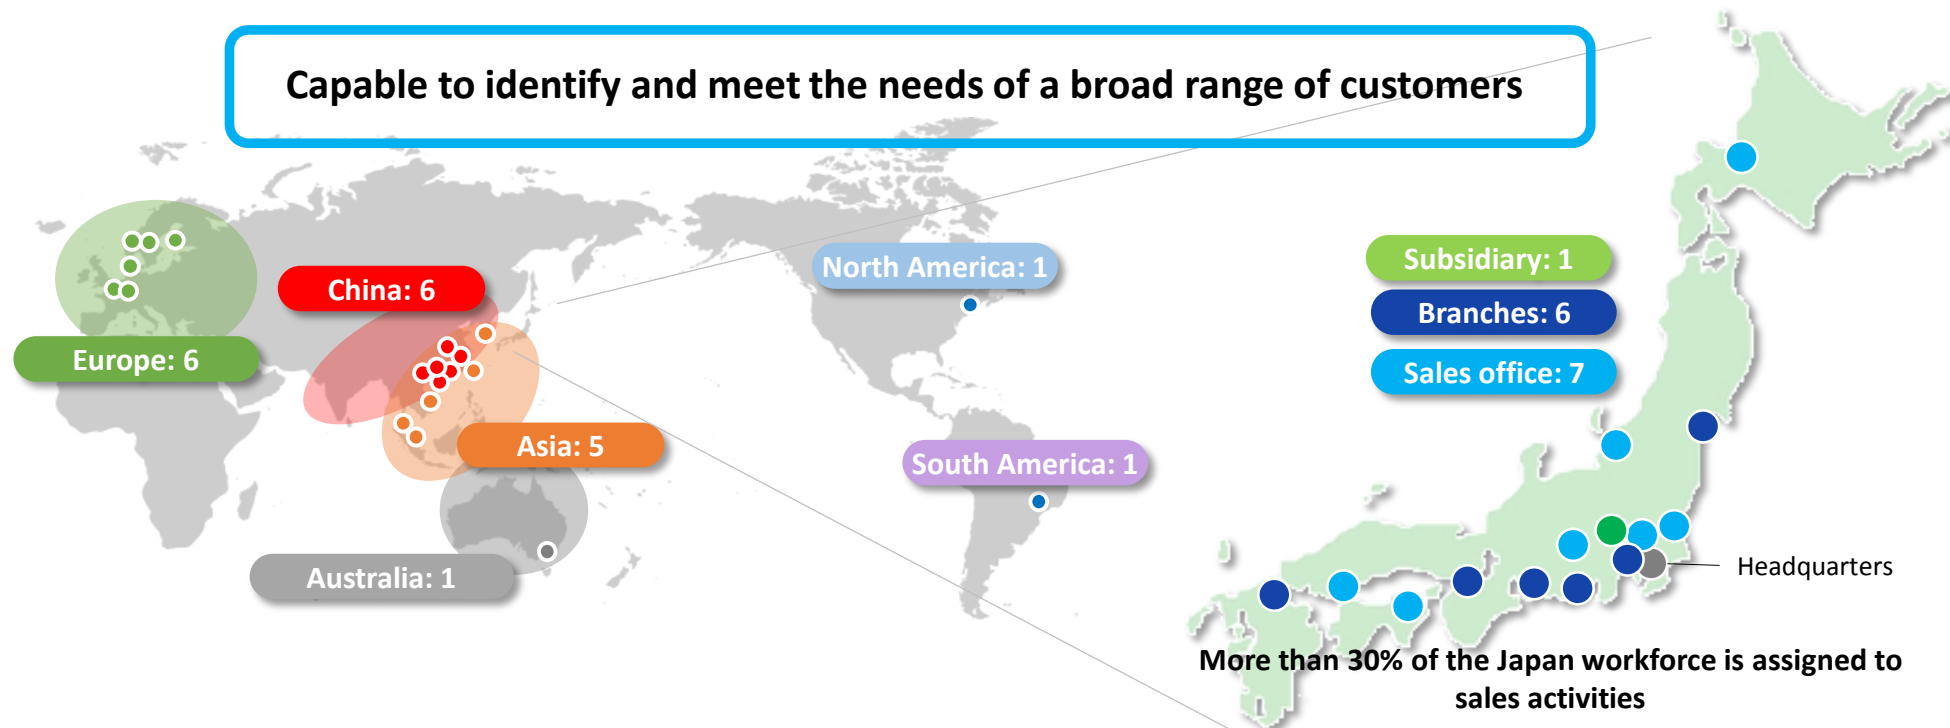 Capable to identify and meet the needs of a broad range of customers
North America: 1
Subsidiary: 1
China: 6
Branches: 6
Europe: 6
Sales office: 7
Asia: 5
South America: 1
Australia: 1
Headquarters
More than 30% of the Japan workforce is assigned to
sales activities